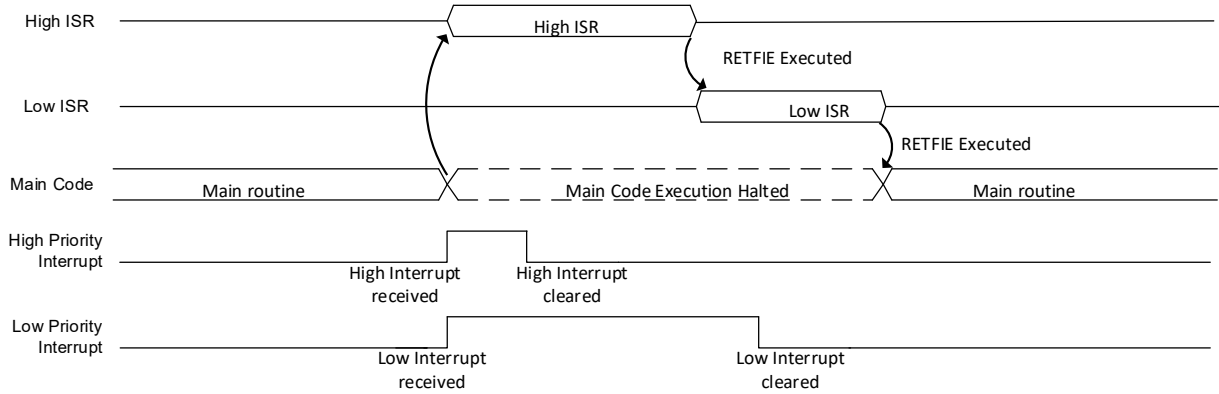 High ISR
High ISR
RETFIE Executed
Low ISR
Low ISR
RETFIE Executed
Main Code
Main routine
Main Code Execution Halted
Main routine
High Priority
Interrupt
High Interrupt
received
High Interrupt
cleared
Low Priority
Interrupt
Low Interrupt
received
Low Interrupt
cleared